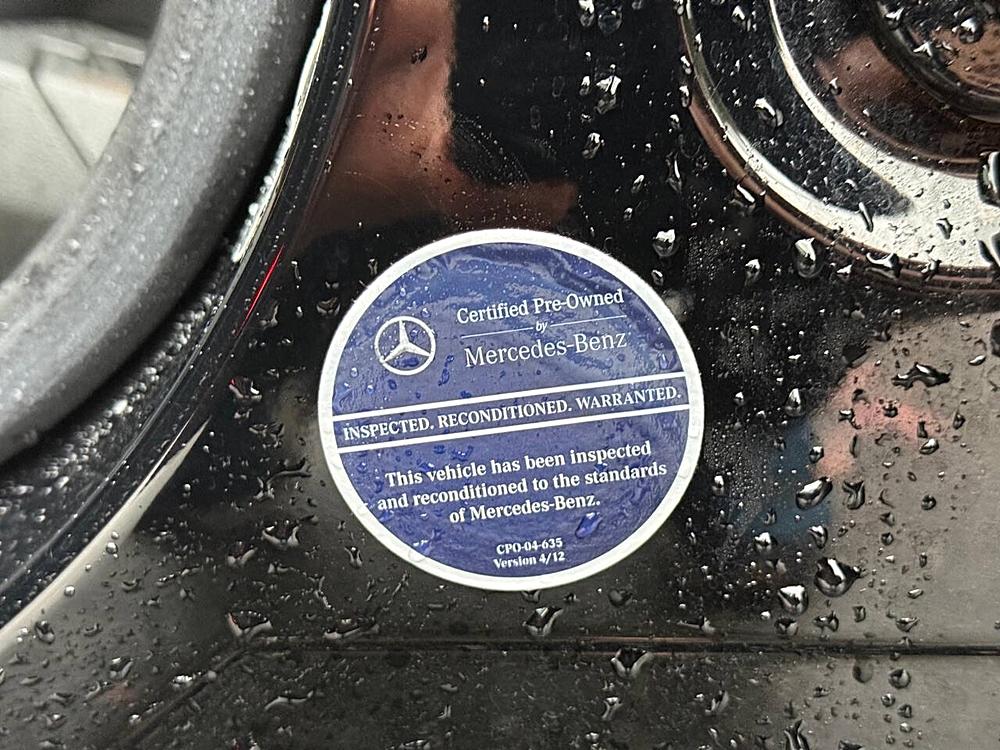 Certified Pre-Owned
by
Mercedes-Benz
INSPECTED. RECONDITIONED. WARRANTED.
This vehicle has been inspected
and reconditioned to the standards
of Mercedes-Benz.
CPO-04-635
Version 4/12